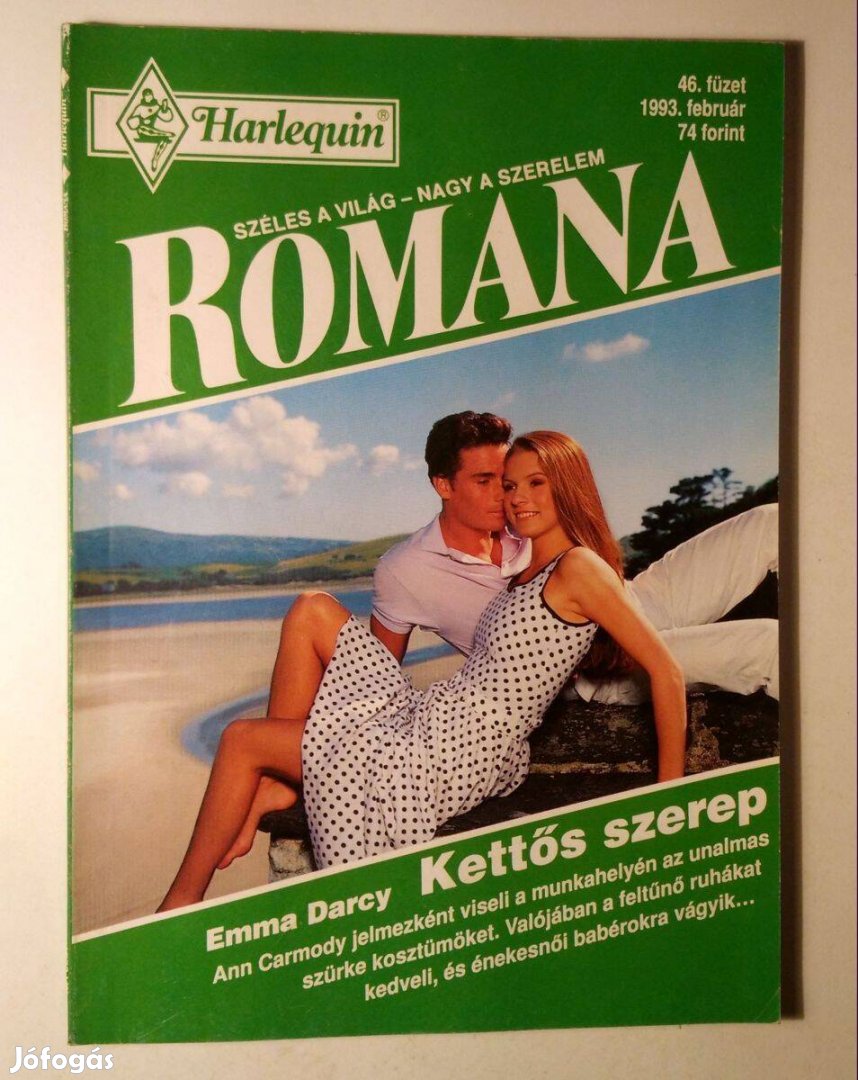 Harlequin®
46. füzet
1993. február
74 forint
SZÉLES A VILÁG – NAGY A SZERELEM
ROMANA
Emma Darcy Kettős szerep
Ann Carmody jelmezként viseli a munkahelyén az unalmas
szürke kosztümöket. Valójában a feltűnő ruhákat
kedveli, és énekesnői babérokra vágyik...
Harlequin
Jófogás